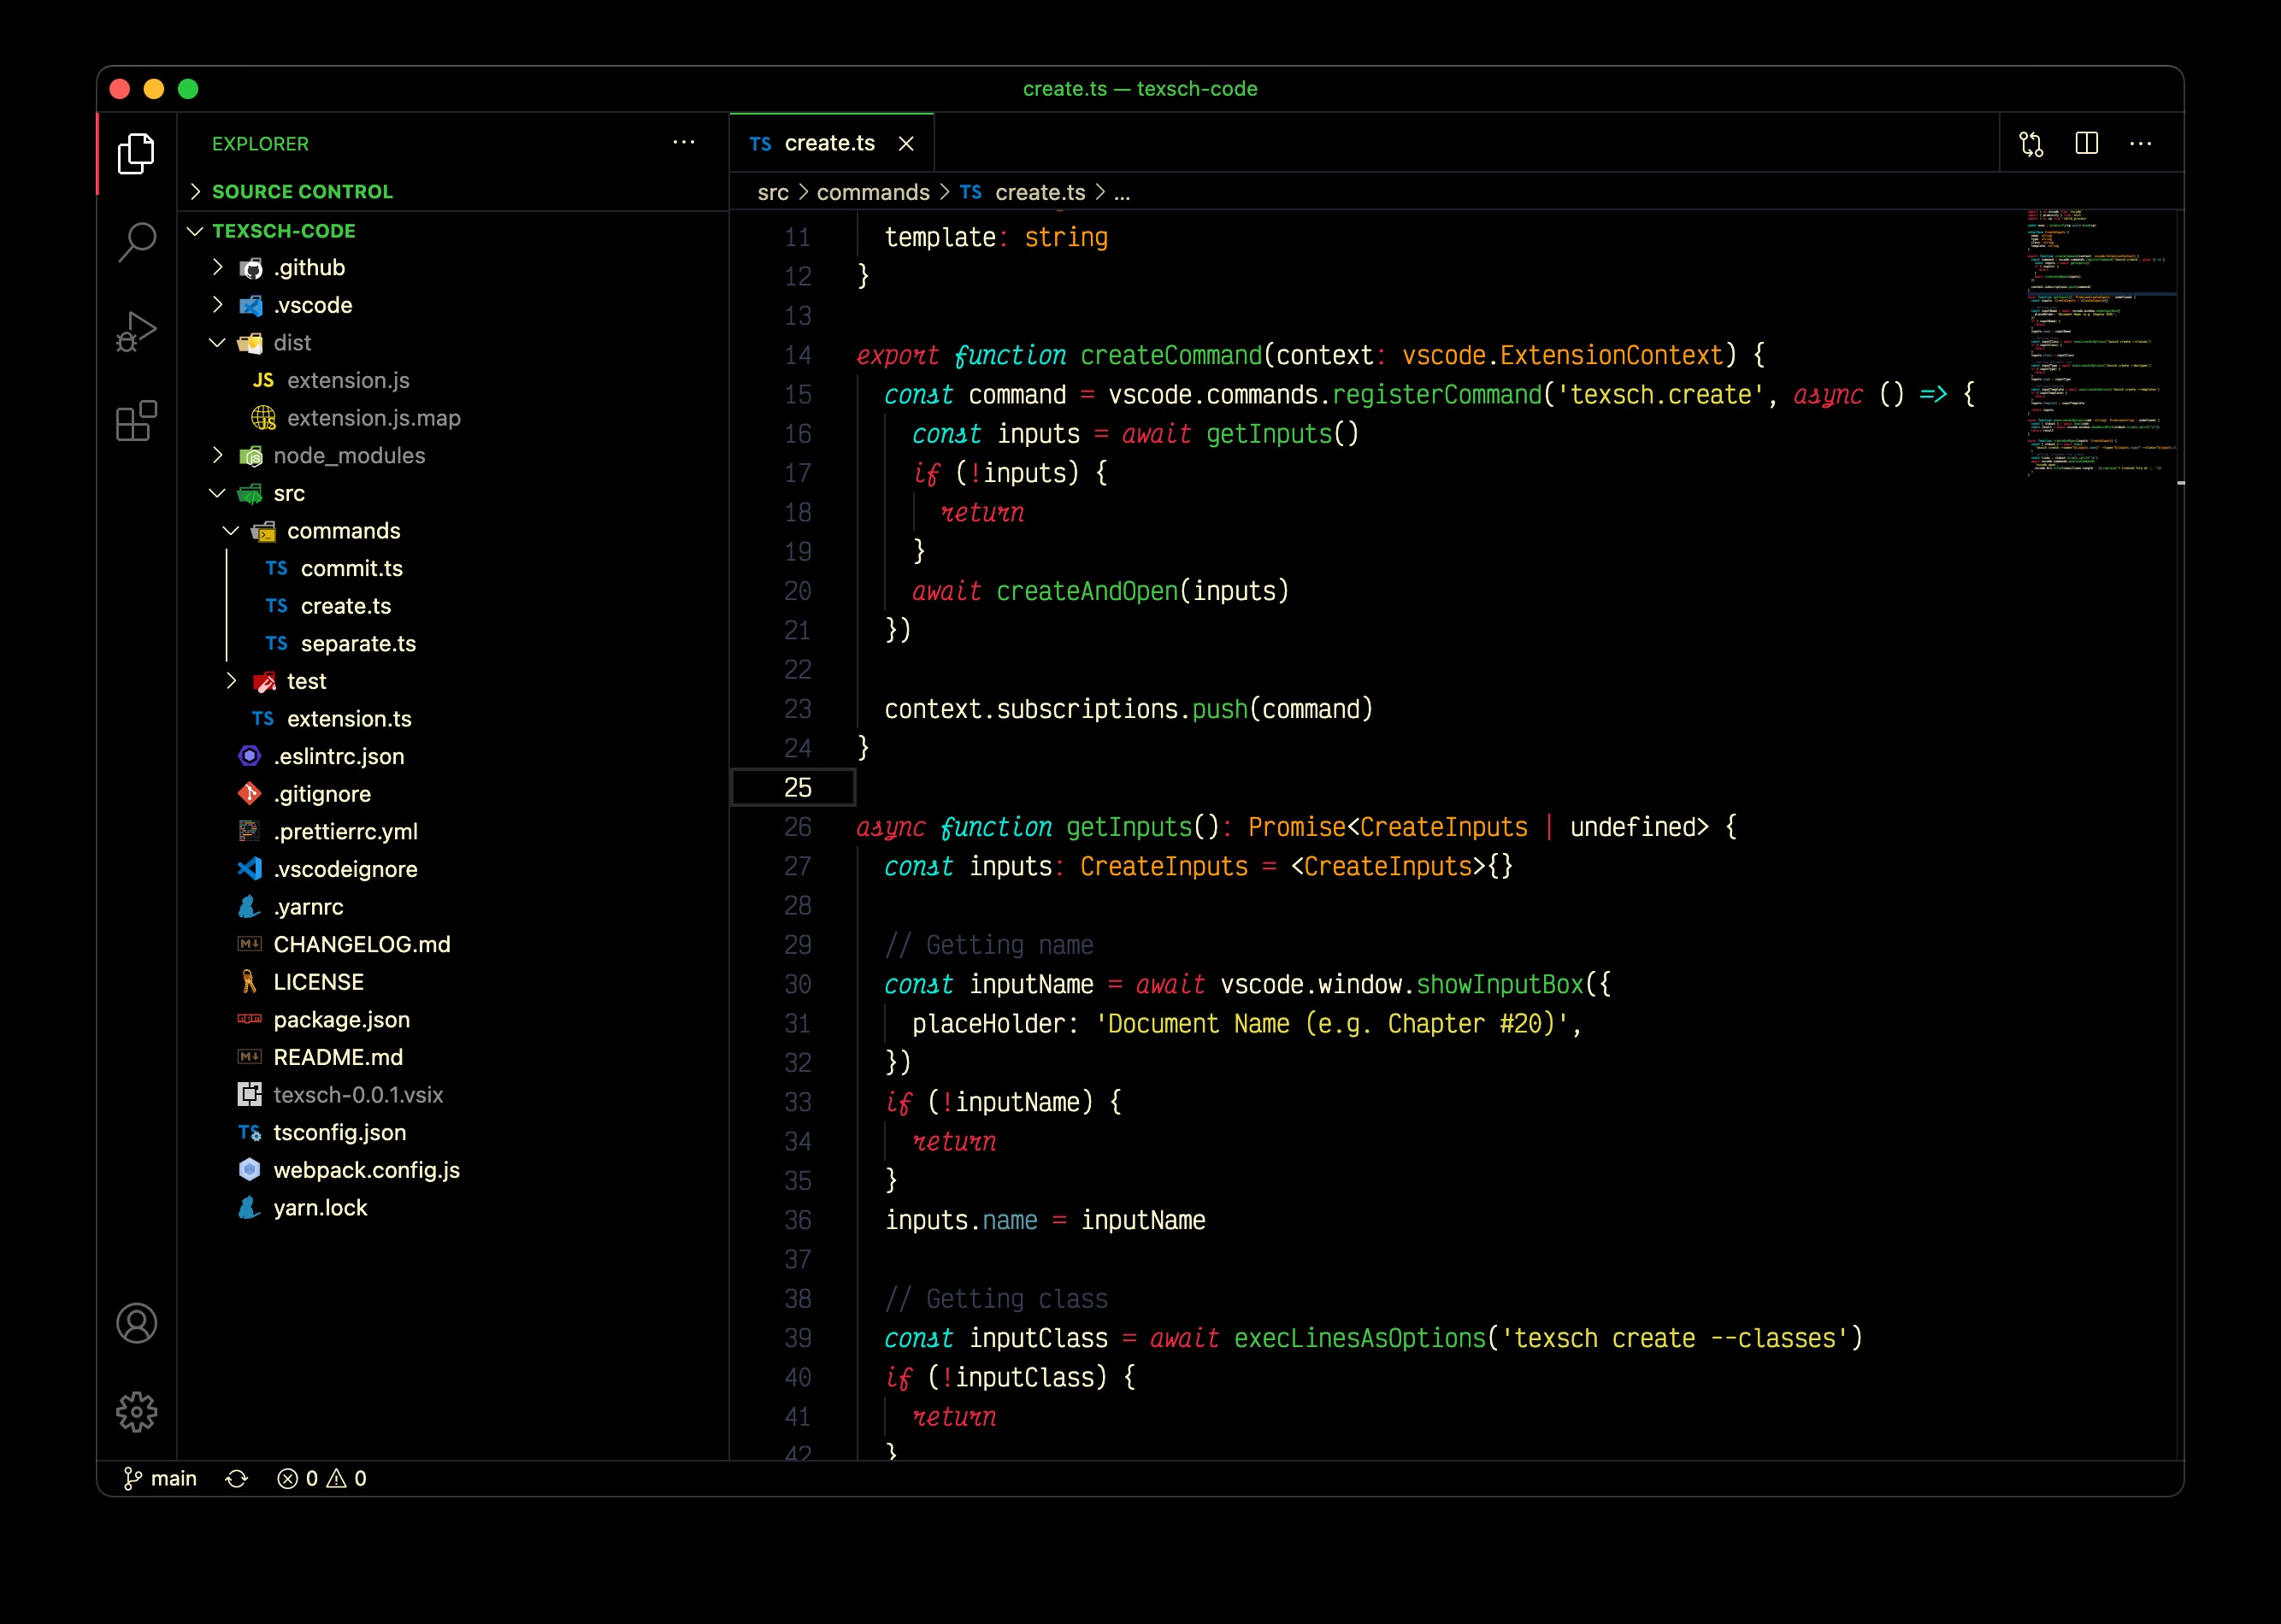 create.ts — texsch-code
EXPLORER
SOURCE CONTROL
TEXSCH-CODE
.github
.vscode
dist
JS extension.js
extension.js.map
node_modules
src
commands
TS commit.ts
TS create.ts
TS separate.ts
test
TS extension.ts
.eslintrc.json
.gitignore
.prettierrc.yml
.vscodeignore
.yarnrc
CHANGELOG.md
LICENSE
package.json
README.md
texsch-0.0.1.vsix
TS tsconfig.json
webpack.config.js
yarn.lock
TS create.ts
src > commands > TS create.ts > ...
11 template: string
12 }
13
14 export function createCommand(context: vscode.ExtensionContext) {
15 const command = vscode.commands.registerCommand('texsch.create', async () => {
16 const inputs = await getInputs()
17 if (!inputs) {
18 return
19 }
20 await createAndOpen(inputs)
21 })
22
23 context.subscriptions.push(command)
24 }
25
26 async function getInputs(): Promise<CreateInputs | undefined> {
27 const inputs: CreateInputs = <CreateInputs>{}
28
29 // Getting name
30 const inputName = await vscode.window.showInputBox({
31 placeHolder: 'Document Name (e.g. Chapter #20)',
32 })
33 if (!inputName) {
34 return
35 }
36 inputs.name = inputName
37
38 // Getting class
39 const inputClass = await execLinesAsOptions('texsch create --classes')
40 if (!inputClass) {
41 return
42 }
main 0 0